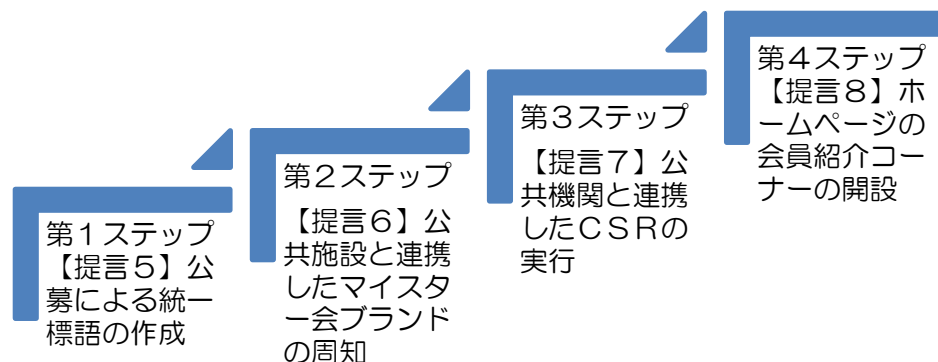 第１ステップ
【提言５】公
募による統一
標語の作成
第２ステップ
【提言６】公
共施設と連携
したマイスタ
ー会ブランド
の周知
第３ステップ
【提言７】公
共機関と連携
したＣＳＲの
実行
第４ステップ
【提言８】ホ
ームページの
会員紹介コー
ナーの開設